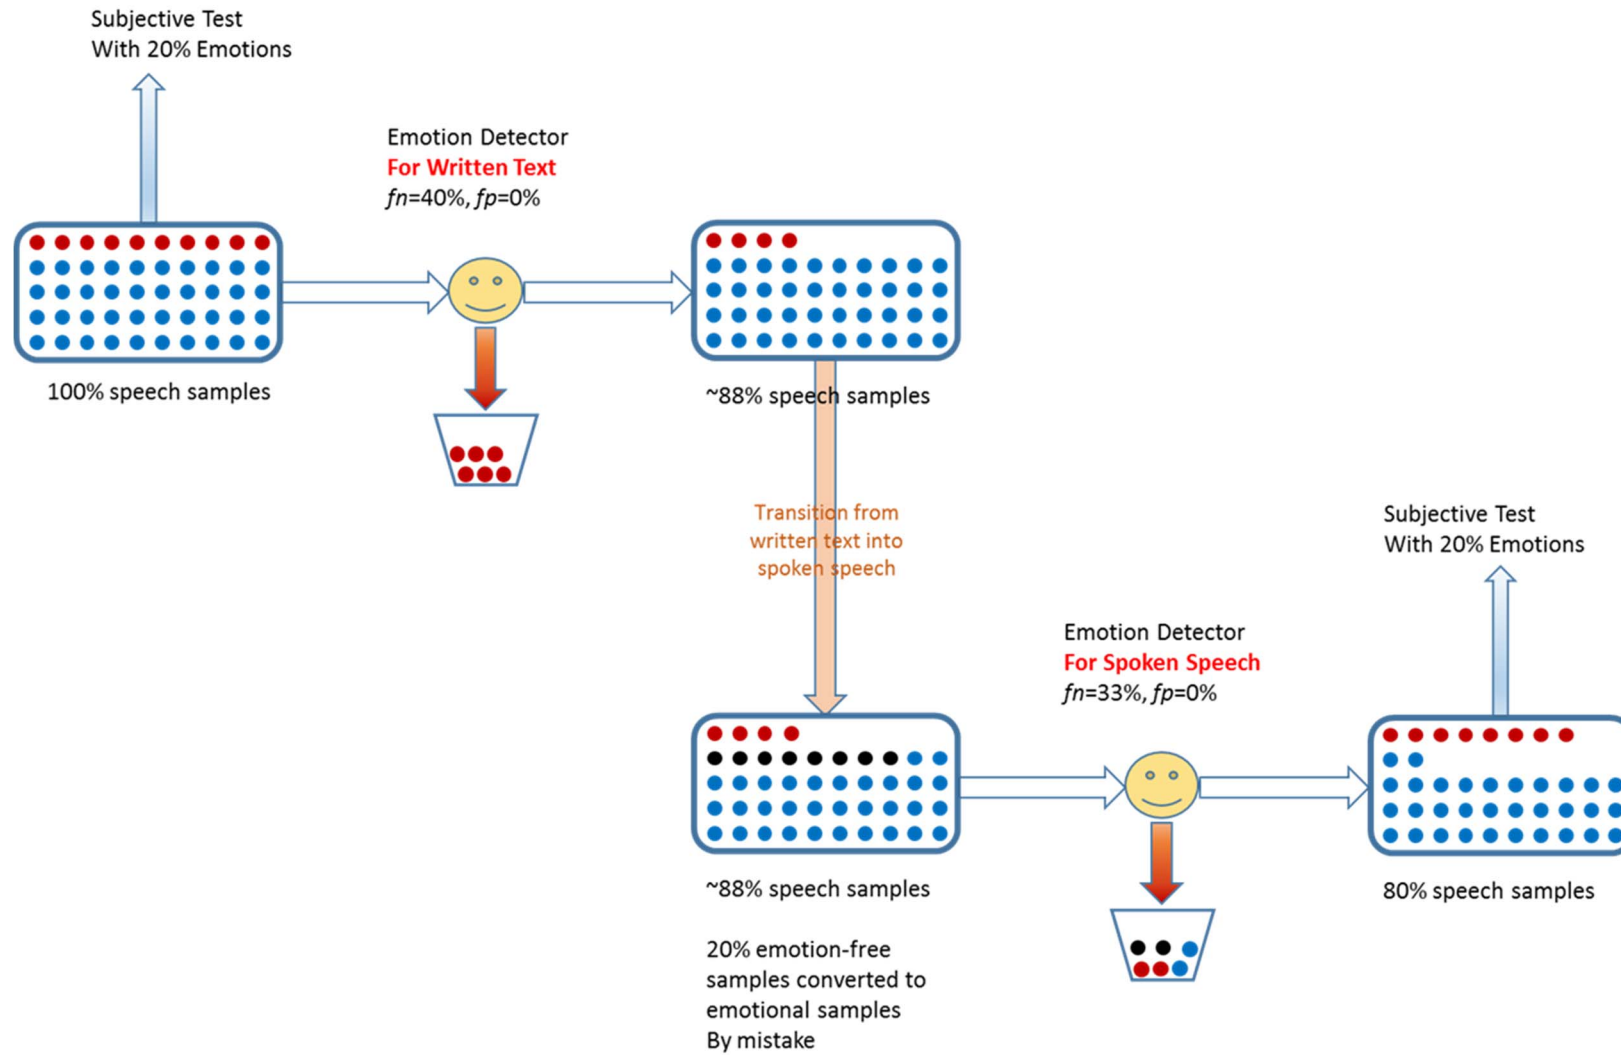 Subjective Test
With 20% Emotions
Emotion Detector
For Written Text
fn=40%, fp=0%
100% speech samples
~88% speech samples
Transition from
written text into
spoken speech
Subjective Test
With 20% Emotions
Emotion Detector
For Spoken Speech
fn=33%, fp=0%
~88% speech samples
80% speech samples
20% emotion-free
samples converted to
emotional samples
By mistake